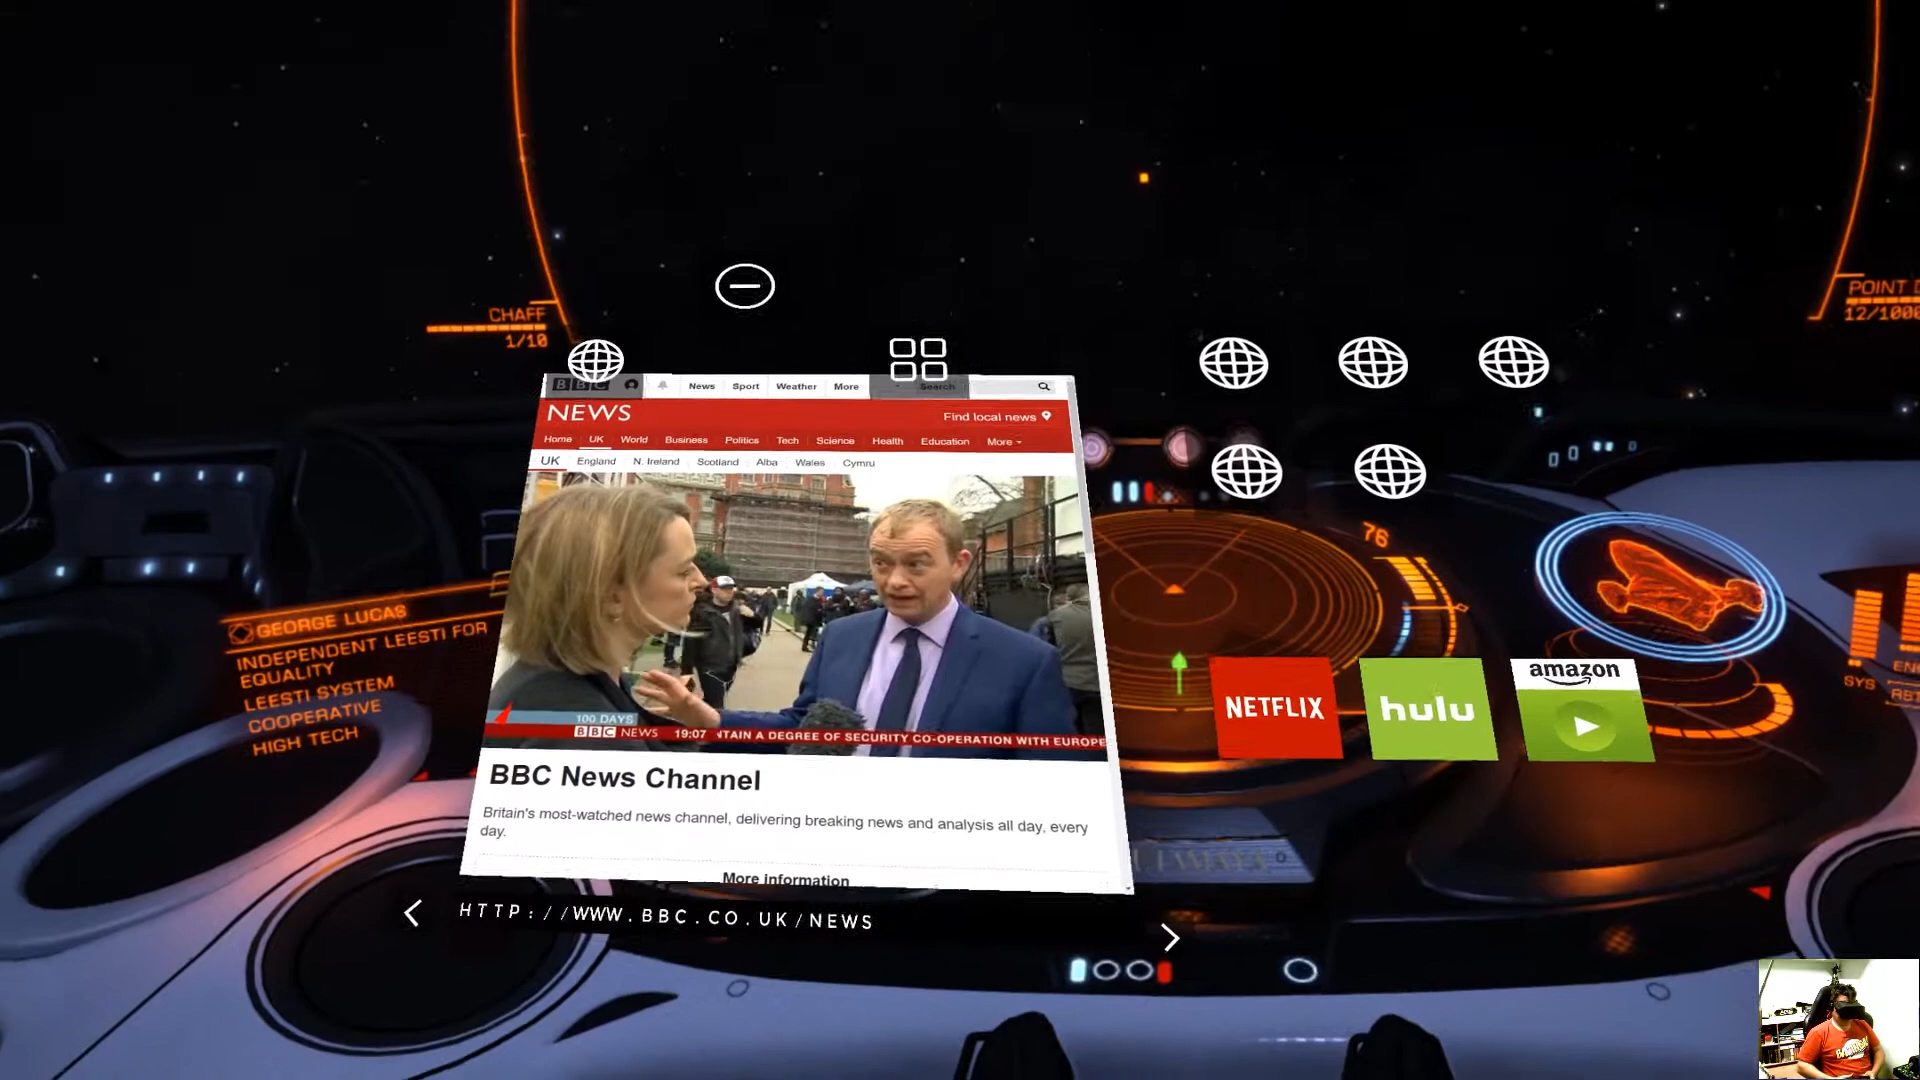 CHAFF
1/10
POINT D
12/1000
BBC
News Sport Weather More Search
NEWS
Find local news
Home UK World Business Politics Tech Science Health Education More
UK England N. Ireland Scotland Alba Wales Cymru
76
GEORGE LUCAS
INDEPENDENT LEESTI FOR
EQUALITY
LEESTI SYSTEM
COOPERATIVE
HIGH TECH
NETFLIX
hulu
amazon
SYS
100 DAYS
BBC NEWS 19:07 NTAIN A DEGREE OF SECURITY CO-OPERATION WITH EUROPE
BBC News Channel
Britain's most-watched news channel, delivering breaking news and analysis all day, every
day.
More information
HTTP://WWW.BBC.CO.UK/NEWS